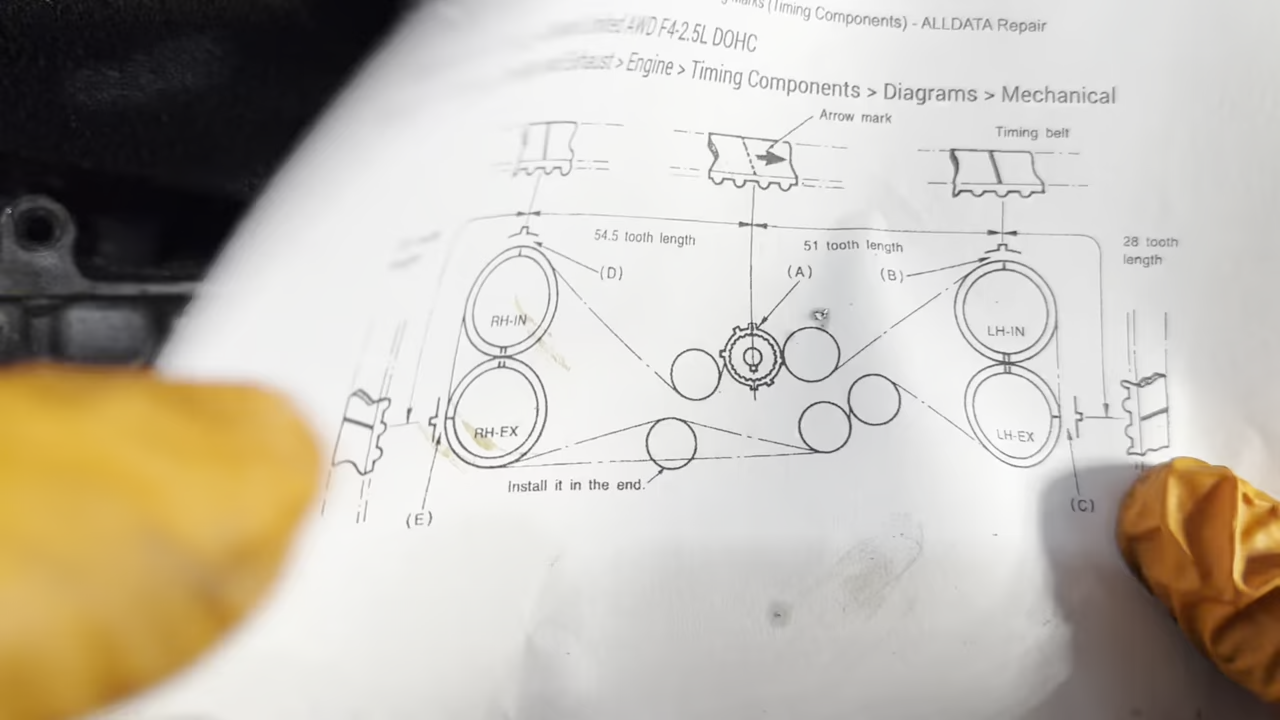 (Timing Components) - ALLDATA Repair
AWD F4-2.5L DOHC
> Engine > Timing Components > Diagrams > Mechanical
Arrow mark
Timing belt
54.5 tooth length
51 tooth length
28 tooth
length
(D)
(A)
(B)
RH-IN
LH-IN
RH-EX
LH-EX
Install it in the end.
(E)
(C)